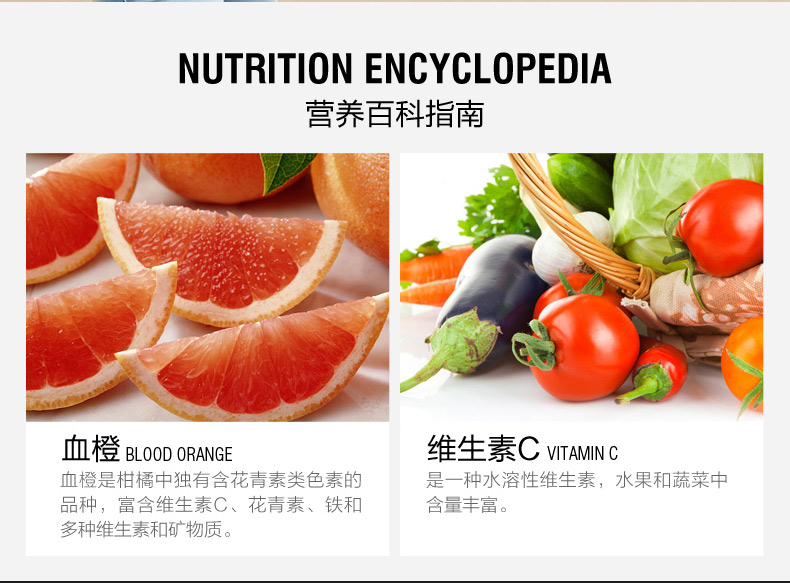 NUTRITION ENCYCLOPEDIA
营养百科指南
血橙 BLOOD ORANGE
血橙是柑橘中独有含花青素类色素的
品种，富含维生素C、花青素、铁和
多种维生素和矿物质。
维生素C VITAMIN C
是一种水溶性维生素，水果和蔬菜中
含量丰富。